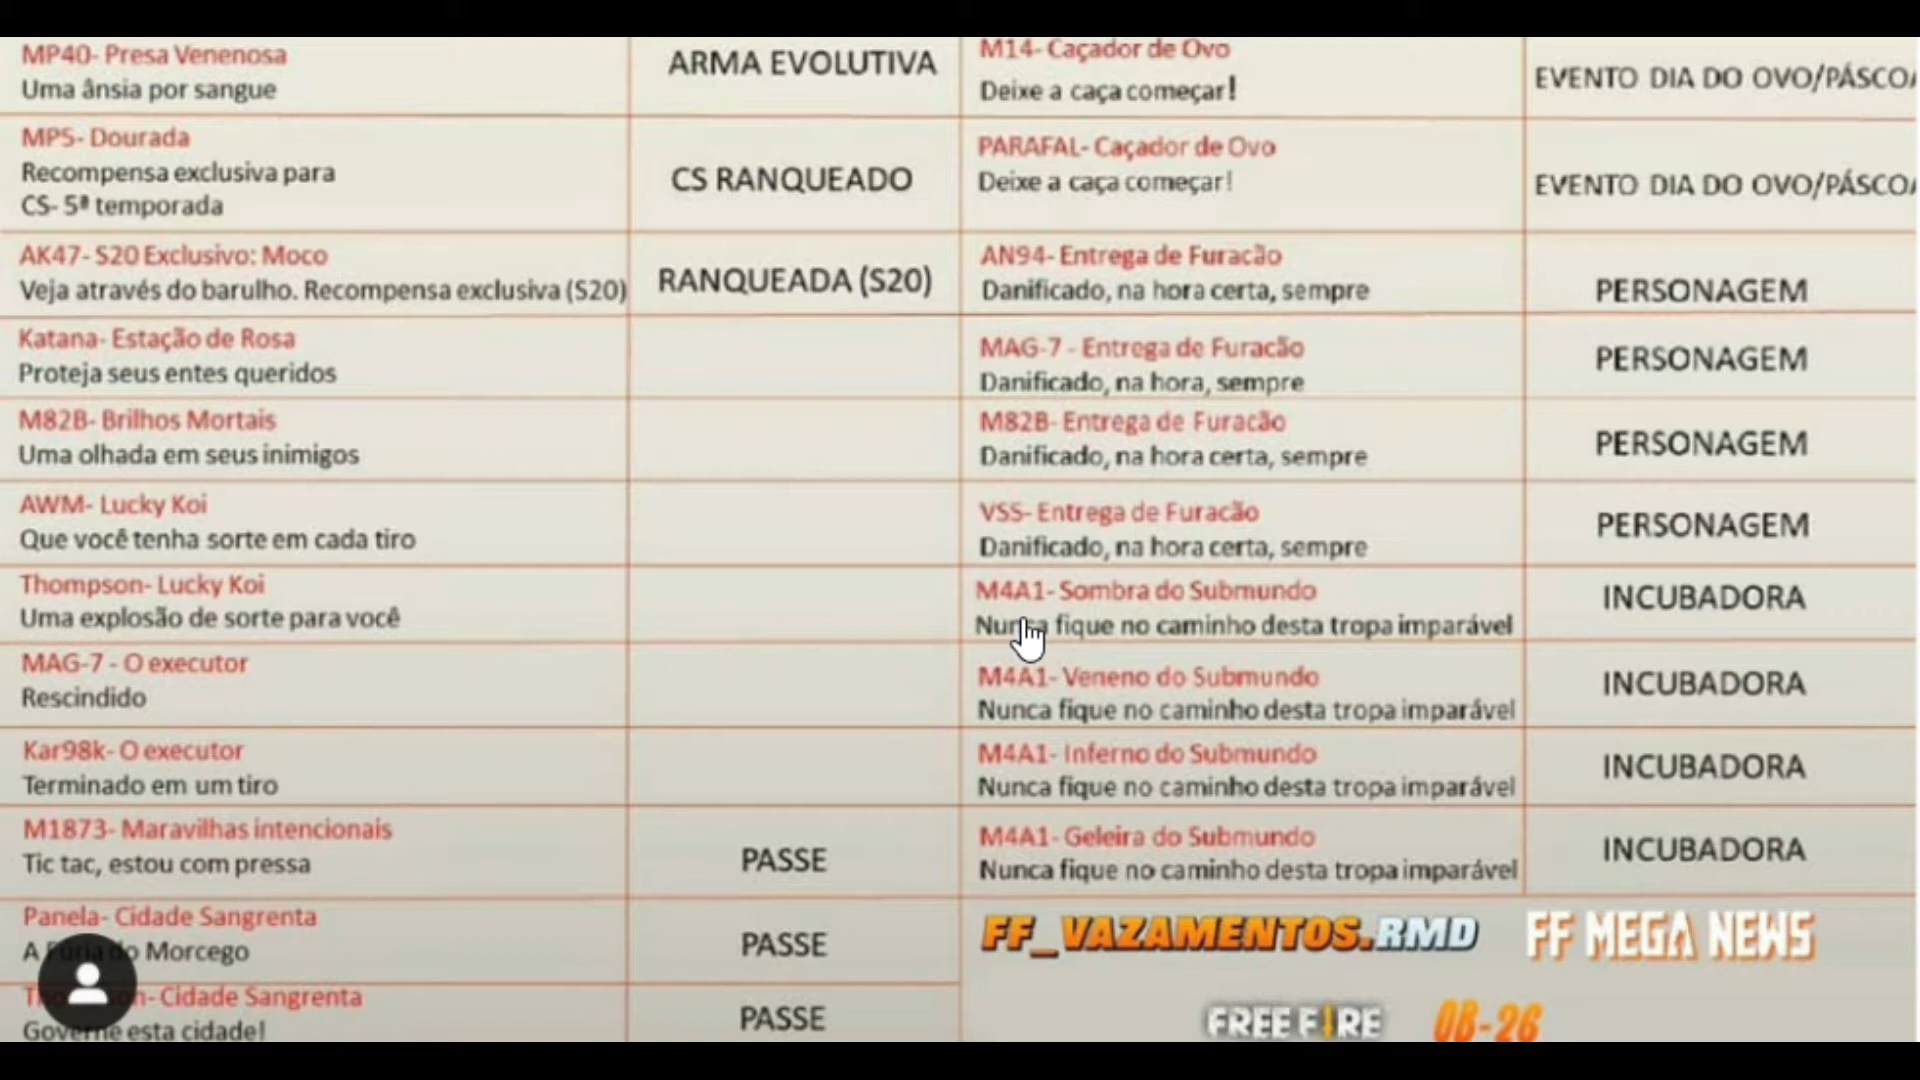 MP40- Presa Venenosa
Uma ânsia por sangue
ARMA EVOLUTIVA
MP5- Dourada
Recompensa exclusiva para
CS- 5ª temporada
CS RANQUEADO
AK47- S20 Exclusivo: Moco
Veja através do barulho. Recompensa exclusiva (S20)
RANQUEADA (S20)
Katana- Estação de Rosa
Proteja seus entes queridos
M82B- Brilhos Mortais
Uma olhada em seus inimigos
AWM- Lucky Koi
Que você tenha sorte em cada tiro
Thompson- Lucky Koi
Uma explosão de sorte para você
MAG-7 - O executor
Rescindido
Kar98k- O executor
Terminado em um tiro
M1873- Maravilhas intencionais
Tic tac, estou com pressa
PASSE
Panela- Cidade Sangrenta
A Fúria do Morcego
PASSE
Cidade Sangrenta
Governe esta cidade!
PASSE
M14- Caçador de Ovo
Deixe a caça começar!
EVENTO DIA DO OVO/PÁSCOA
PARAFAL- Caçador de Ovo
Deixe a caça começar!
EVENTO DIA DO OVO/PÁSCOA
AN94- Entrega de Furacão
Danificado, na hora certa, sempre
PERSONAGEM
MAG-7 - Entrega de Furacão
Danificado, na hora, sempre
PERSONAGEM
M82B- Entrega de Furacão
Danificado, na hora certa, sempre
PERSONAGEM
VSS- Entrega de Furacão
Danificado, na hora certa, sempre
PERSONAGEM
M4A1- Sombra do Submundo
Nunca fique no caminho desta tropa imparável
INCUBADORA
M4A1- Veneno do Submundo
Nunca fique no caminho desta tropa imparável
INCUBADORA
M4A1- Inferno do Submundo
Nunca fique no caminho desta tropa imparável
INCUBADORA
M4A1- Geleira do Submundo
Nunca fique no caminho desta tropa imparável
INCUBADORA
FF_VAZAMENTOS.RMD
FF MEGA NEWS
FREE FIRE
OB-26